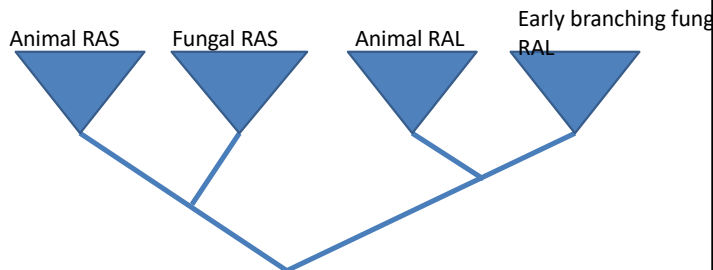 Animal RAS
Fungal RAS
Animal RAL
Early branching fung
RAL